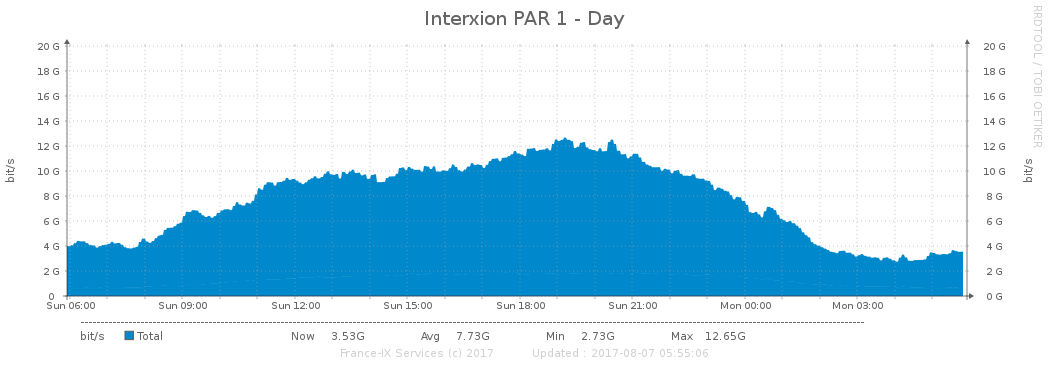 Interxion PAR 1 - Day
RRDTOOL / TOBI OETIKER
20 G 20 G
18 G 18 G
16 G 16 G
14 G 14 G
12 G 12 G
10 G 10 G
8 G 8 G
6 G 6 G
4 G 4 G
2 G 2 G
0 0 G
bit/s
bit/s
Sun 06:00 Sun 09:00 Sun 12:00 Sun 15:00 Sun 18:00 Sun 21:00 Mon 00:00 Mon 03:00
bit/s Total Now 3.53G Avg 7.73G Min 2.73G Max 12.65G
France-IX Services (c) 2017 Updated : 2017-08-07 05:55:06